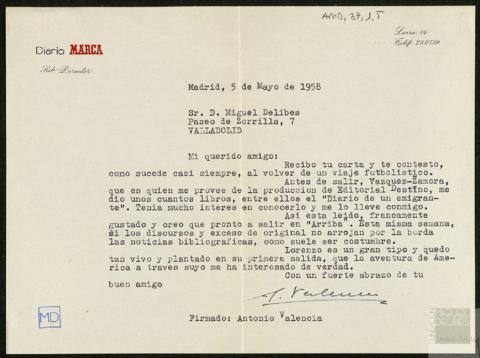 AMD, 37, 1, 1
Diario MARCA
Sub-Director
Madrid, 5 de Mayo de 1958
Sr. D. Miguel Delibes
Paseo de Zorrilla, 7
VALLADOLID
Mi querido amigo:
Recibo tu carta y te contesto,
como sucede casi siempre, al volver de un viaje futbolistico.
Antes de salir, Vazquez-Zamora,
que es quien me provee de la produccion de Editorial Destino, me
dio unos cuantos libros, entre ellos el "Diario de un emigran-
te". Tenia mucho interes en conocerlo y me lo lleve conmigo.
Asi esta leido, francamente
gustado y creo que pronto a salir en "Arriba". Esta misma semana,
si los discursos y exceso de original no arrojan por la borda
las noticias bibliograficas, como suele ser costumbre.
Lorenzo es un gran tipo y quedo
tan vivo y plantado en su primera salida, que la aventura de Ame-
rica a traves suyo me ha interesado de verdad.
Con un fuerte abrazo de tu
buen amigo
A. Valencia
MD
Firmado: Antonio Valencia